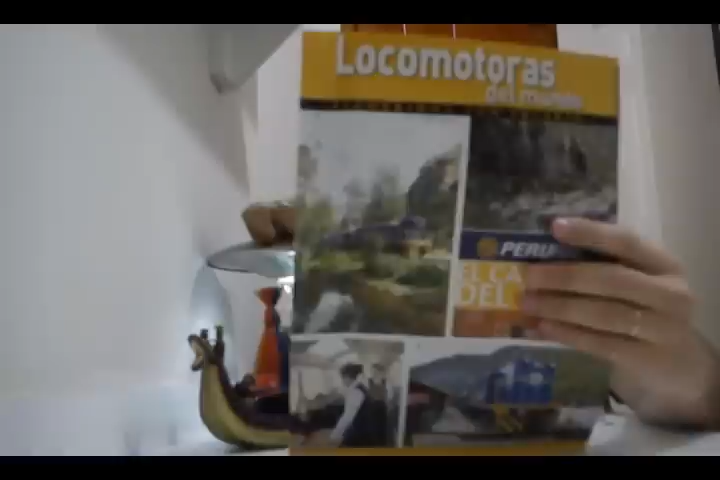 Locomotoras
del mundo
PERU
EL CA
DEL